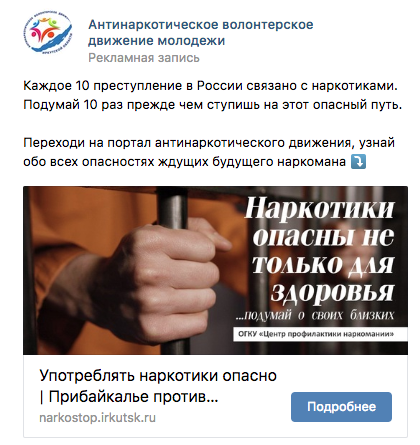 Антинаркотическое волонтерское
движение молодежи
Рекламная запись
Каждое 10 преступление в России связано с наркотиками.
Подумай 10 раз прежде чем ступишь на этот опасный путь.
Переходи на портал антинаркотического движения, узнай
обо всех опасностях ждущих будущего наркомана ⤵
Наркотики
опасны не
только для
здоровья
...подумай о своих близких
ОГКУ «Центр профилактики наркомании»
Употреблять наркотики опасно
| Прибайкалье против...
narkostop.irkutsk.ru
Подробнее